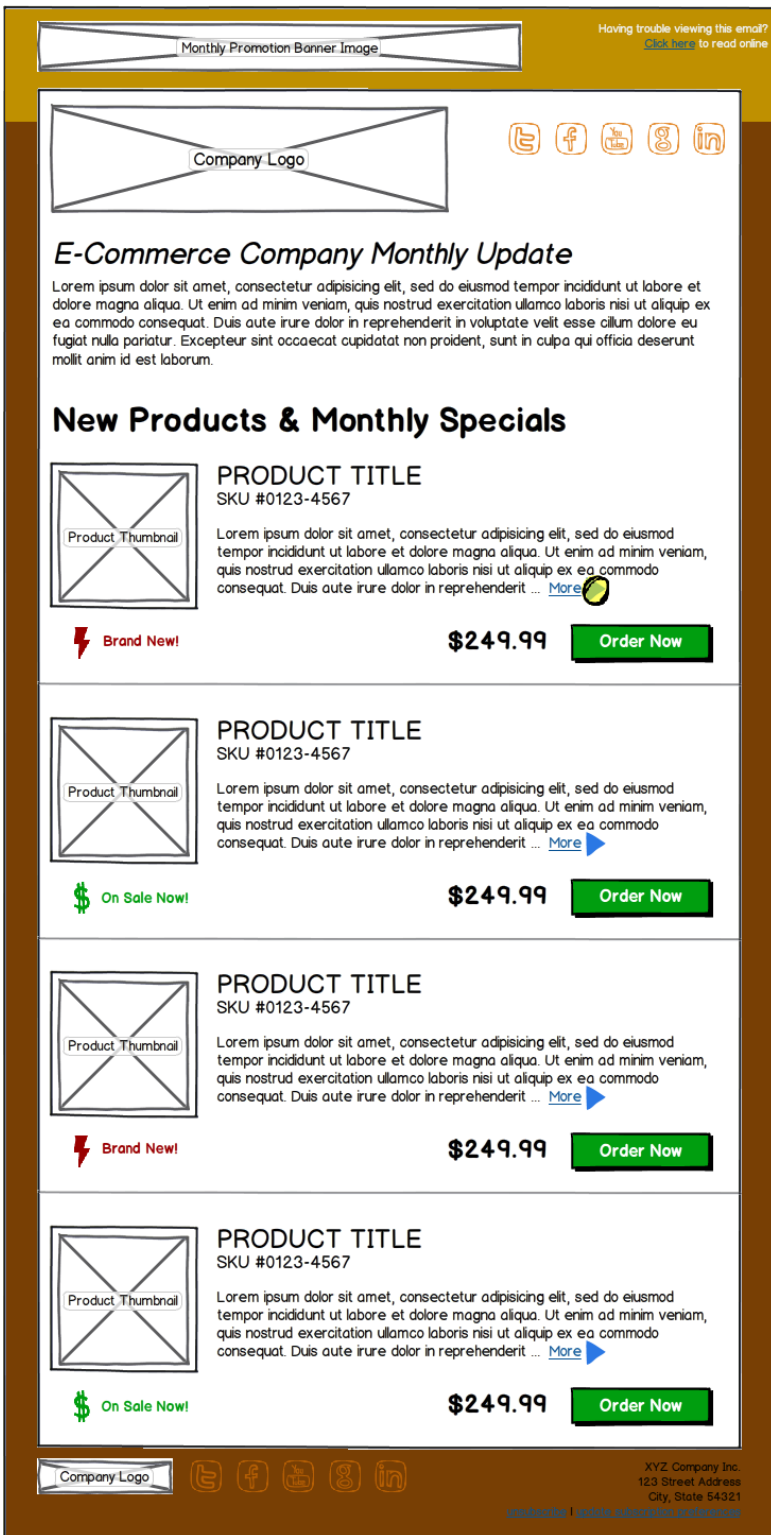 Monthly Promotion Banner Image
Having trouble viewing this email?
Click here to read online
Company Logo
E-Commerce Company Monthly Update
Lorem ipsum dolor sit amet, consectetur adipisicing elit, sed do eiusmod tempor incididunt ut labore et
dolore magna aliqua. Ut enim ad minim veniam, quis nostrud exercitation ullamco laboris nisi ut aliquip ex
ea commodo consequat. Duis aute irure dolor in reprehenderit in voluptate velit esse cillum dolore eu
fugiat nulla pariatur. Excepteur sint occaecat cupidatat non proident, sunt in culpa qui officia deserunt
mollit anim id est laborum.
New Products & Monthly Specials
Product Thumbnail
PRODUCT TITLE
SKU #0123-4567
Lorem ipsum dolor sit amet, consectetur adipisicing elit, sed do eiusmod
tempor incididunt ut labore et dolore magna aliqua. Ut enim ad minim veniam,
quis nostrud exercitation ullamco laboris nisi ut aliquip ex ea commodo
consequat. Duis aute irure dolor in reprehenderit ... More
Brand New!
$249.99
Order Now
Product Thumbnail
PRODUCT TITLE
SKU #0123-4567
Lorem ipsum dolor sit amet, consectetur adipisicing elit, sed do eiusmod
tempor incididunt ut labore et dolore magna aliqua. Ut enim ad minim veniam,
quis nostrud exercitation ullamco laboris nisi ut aliquip ex ea commodo
consequat. Duis aute irure dolor in reprehenderit ... More
$ On Sale Now!
$249.99
Order Now
Product Thumbnail
PRODUCT TITLE
SKU #0123-4567
Lorem ipsum dolor sit amet, consectetur adipisicing elit, sed do eiusmod
tempor incididunt ut labore et dolore magna aliqua. Ut enim ad minim veniam,
quis nostrud exercitation ullamco laboris nisi ut aliquip ex ea commodo
consequat. Duis aute irure dolor in reprehenderit ... More
Brand New!
$249.99
Order Now
Product Thumbnail
PRODUCT TITLE
SKU #0123-4567
Lorem ipsum dolor sit amet, consectetur adipisicing elit, sed do eiusmod
tempor incididunt ut labore et dolore magna aliqua. Ut enim ad minim veniam,
quis nostrud exercitation ullamco laboris nisi ut aliquip ex ea commodo
consequat. Duis aute irure dolor in reprehenderit ... More
$ On Sale Now!
$249.99
Order Now
Company Logo
XYZ Company Inc.
123 Street Address
City, State 54321